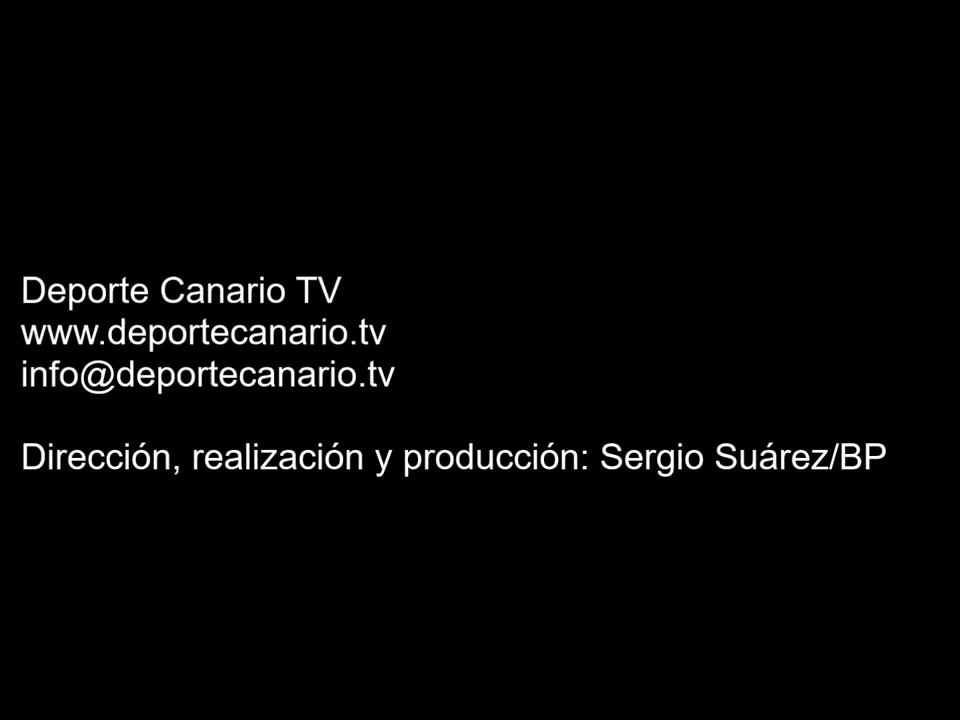 Deporte Canario TV
www.deportecanario.tv
info@deportecanario.tv
Dirección, realización y producción: Sergio Suárez/BP